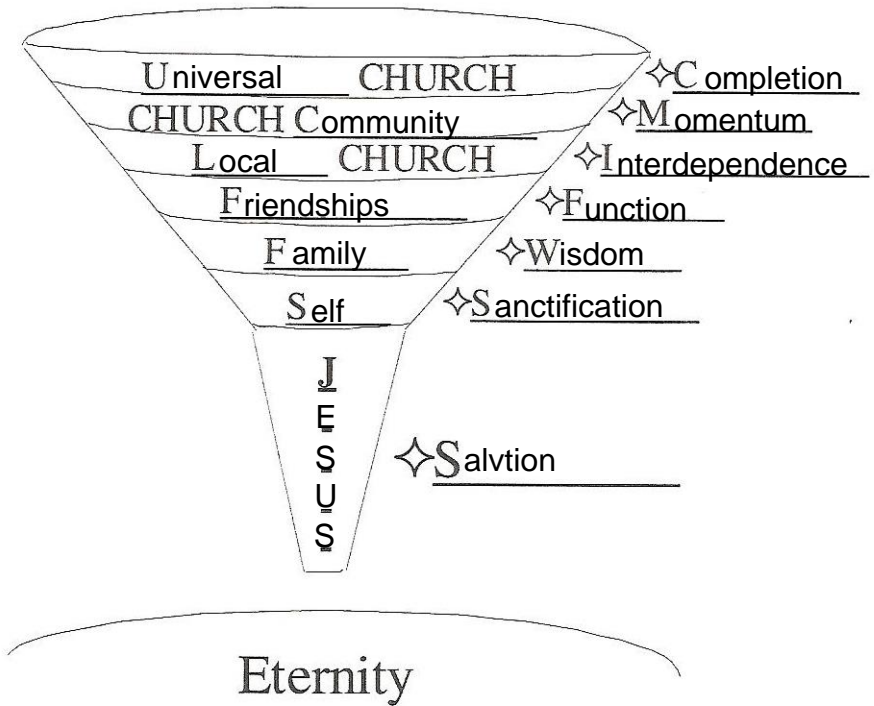 Universal CHURCH ✧Completion
CHURCH Community ✧Momentum
Local CHURCH ✧Interdependence
Friendships ✧Function
Family ✧Wisdom
Self ✧Sanctification
J
E
S
U
S
✧Salvtion
Eternity